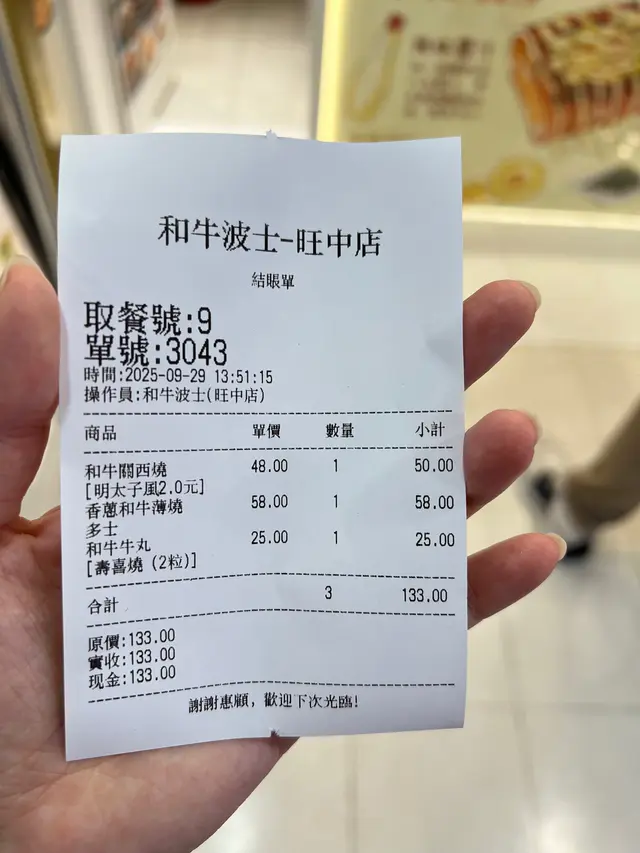 和牛波士-旺中店
結賬單
取餐號:9
單號:3043
時間:2025-09-29 13:51:15
操作員:和牛波士(旺中店)
商品 單價 數量 小計
和牛關西燒 48.00 1 50.00
[明太子風2.0元]
香蔥和牛薄燒 58.00 1 58.00
多士
和牛牛丸 25.00 1 25.00
[壽喜燒 (2粒)]
合計 3 133.00
原價:133.00
實收:133.00
现金:133.00
謝謝惠顧, 歡迎下次光臨!